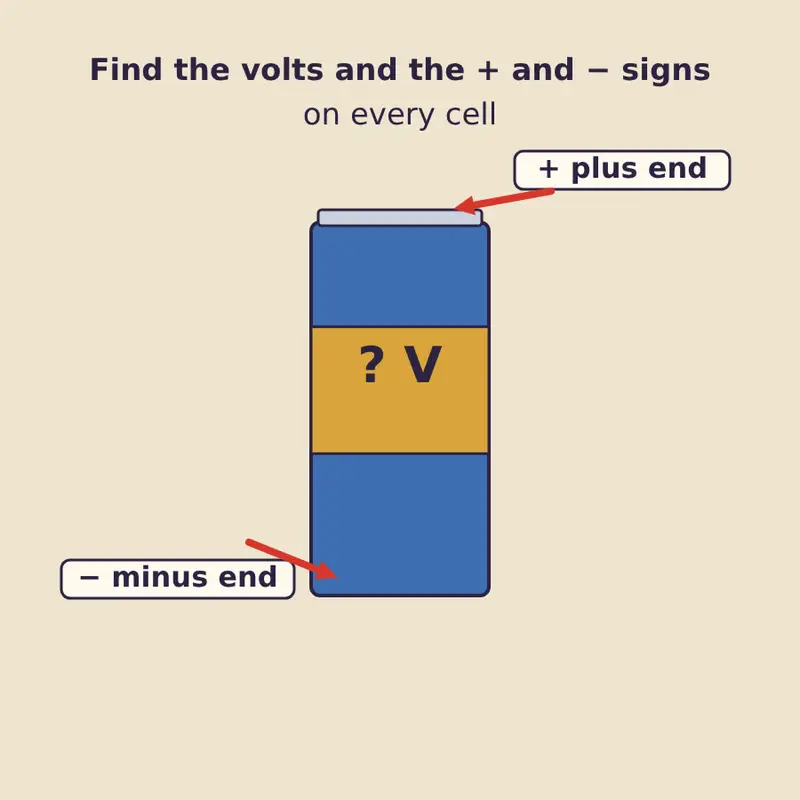 Find the volts and the + and − signs
on every cell
+ plus end
? V
− minus end